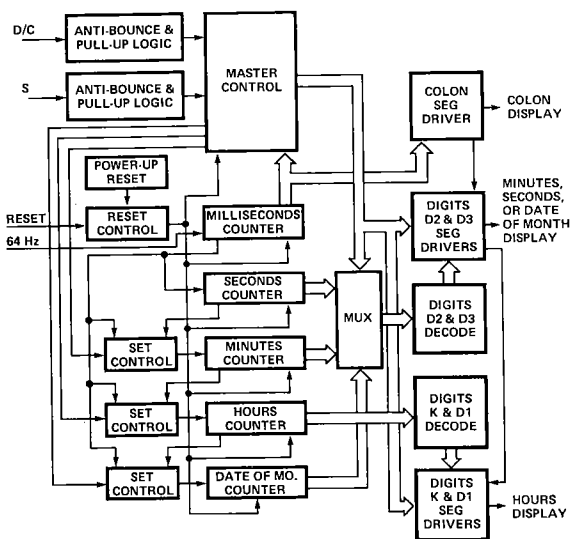 D/C
ANTI-BOUNCE &
PULL-UP LOGIC
S
ANTI-BOUNCE &
PULL-UP LOGIC
MASTER
CONTROL
COLON
SEG
DRIVER
COLON
DISPLAY
POWER-UP
RESET
RESET
RESET
CONTROL
64 Hz
MILLISECONDS
COUNTER
DIGITS
D2 & D3
SEG
DRIVERS
MINUTES,
SECONDS,
OR DATE
OF MONTH
DISPLAY
SECONDS
COUNTER
MUX
DIGITS
D2 & D3
DECODE
SET
CONTROL
MINUTES
COUNTER
SET
CONTROL
HOURS
COUNTER
DIGITS
K & D1
DECODE
SET
CONTROL
DATE OF MO.
COUNTER
DIGITS
K & D1
SEG
DRIVERS
HOURS
DISPLAY